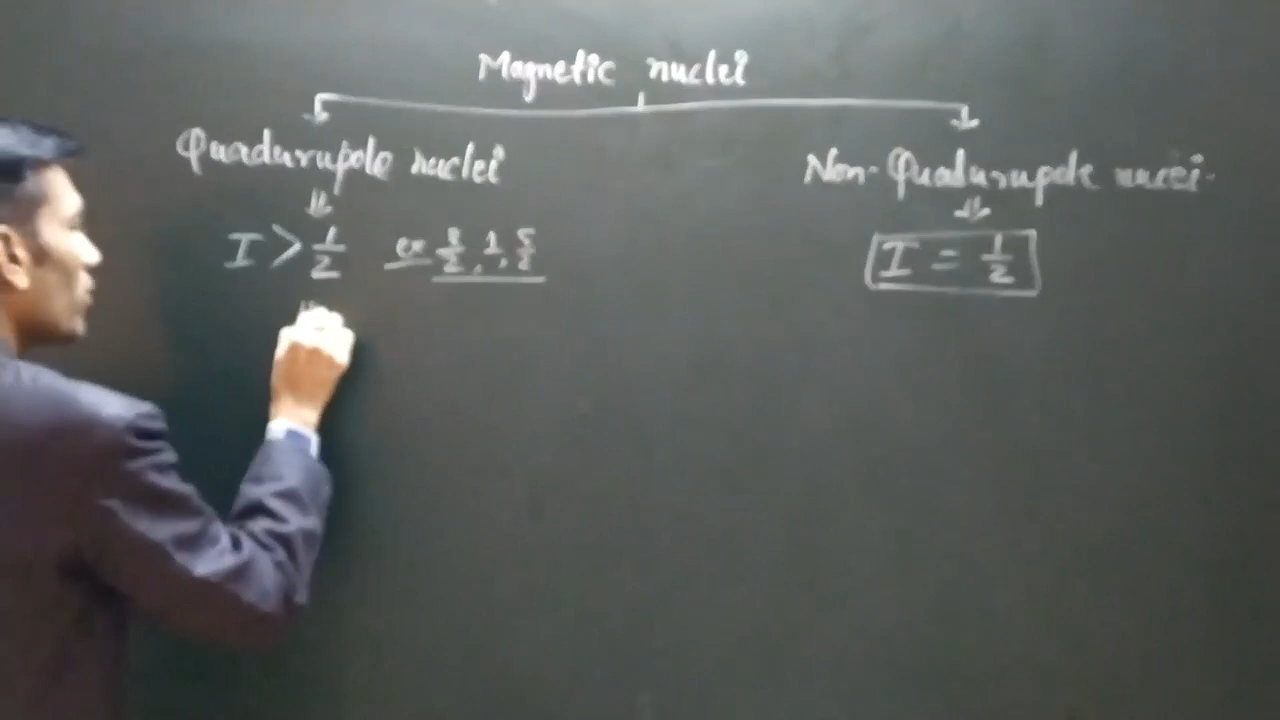 Magnetic nuclei
Quadurupole nuclei
Non-Quadurupole nucei.
I > 1/2 ex 3/2, 1, 5/2
I = 1/2